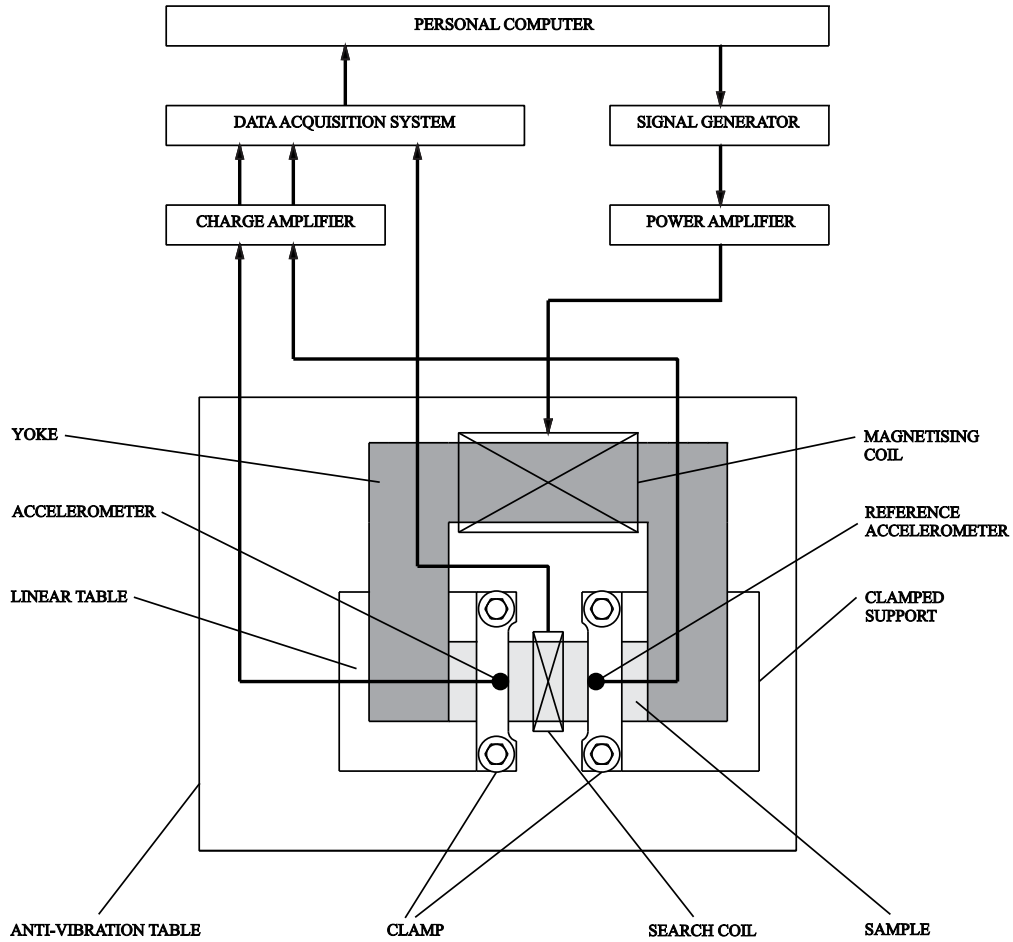 PERSONAL COMPUTER
DATA ACQUISITION SYSTEM
SIGNAL GENERATOR
CHARGE AMPLIFIER
POWER AMPLIFIER
YOKE
MAGNETISING
COIL
ACCELEROMETER
REFERENCE
ACCELEROMETER
LINEAR TABLE
CLAMPED
SUPPORT
ANTI-VIBRATION TABLE
CLAMP
SEARCH COIL
SAMPLE